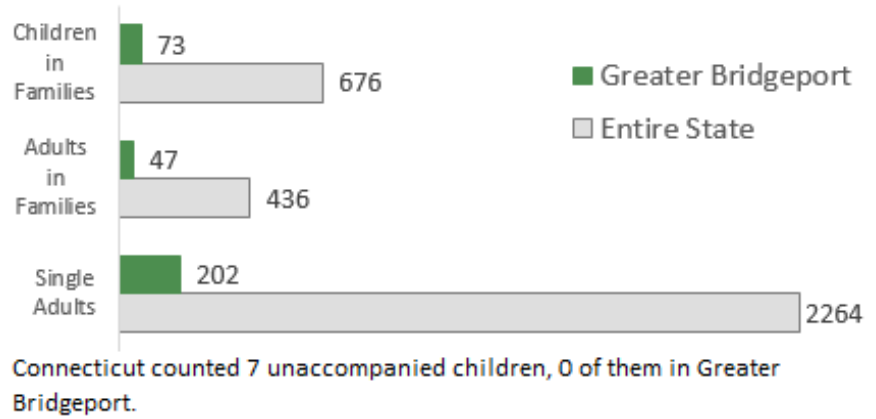 Children
in
Families
73
676
Greater Bridgeport
Entire State
Adults
in
Families
47
436
Single
Adults
202
2264
Connecticut counted 7 unaccompanied children, 0 of them in Greater
Bridgeport.